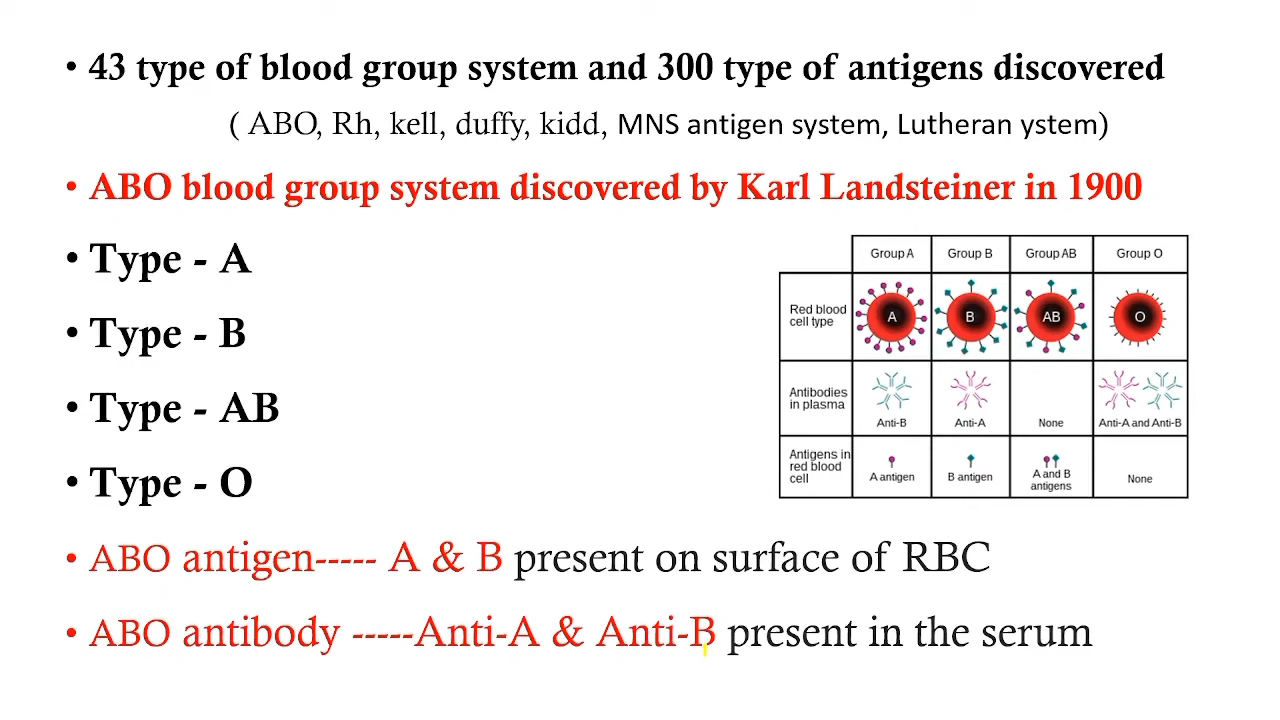 • 43 type of blood group system and 300 type of antigens discovered
( ABO, Rh, kell, duffy, kidd, MNS antigen system, Lutheran ystem)
• ABO blood group system discovered by Karl Landsteiner in 1900
• Type - A
• Type - B
• Type - AB
• Type - O
Group A Group B Group AB Group O
Red blood
cell type
A B AB O
Antibodies
in plasma
Anti-B Anti-A None Anti-A and Anti-B
Antigens in
red blood
cell
A antigen B antigen A and B
antigens None
• ABO antigen----- A & B present on surface of RBC
• ABO antibody -----Anti-A & Anti-B present in the serum